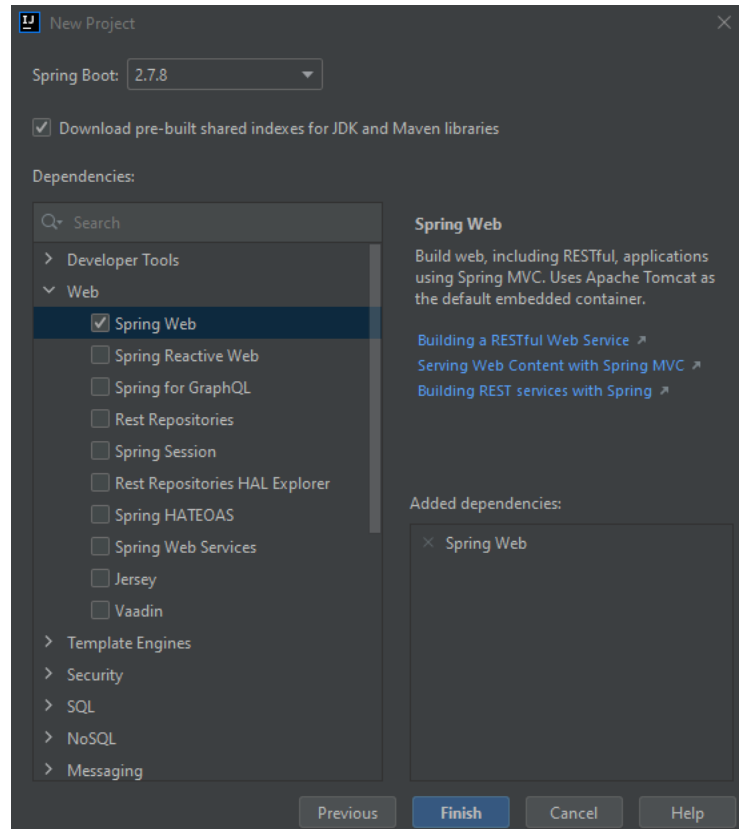 New Project
Spring Boot: 2.7.8
Download pre-built shared indexes for JDK and Maven libraries
Dependencies:
Search
Developer Tools
Web
Spring Web
Spring Reactive Web
Spring for GraphQL
Rest Repositories
Spring Session
Rest Repositories HAL Explorer
Spring HATEOAS
Spring Web Services
Jersey
Vaadin
Template Engines
Security
SQL
NoSQL
Messaging
Spring Web
Build web, including RESTful, applications
using Spring MVC. Uses Apache Tomcat as
the default embedded container.
Building a RESTful Web Service
Serving Web Content with Spring MVC
Building REST services with Spring
Added dependencies:
Spring Web
Previous
Finish
Cancel
Help